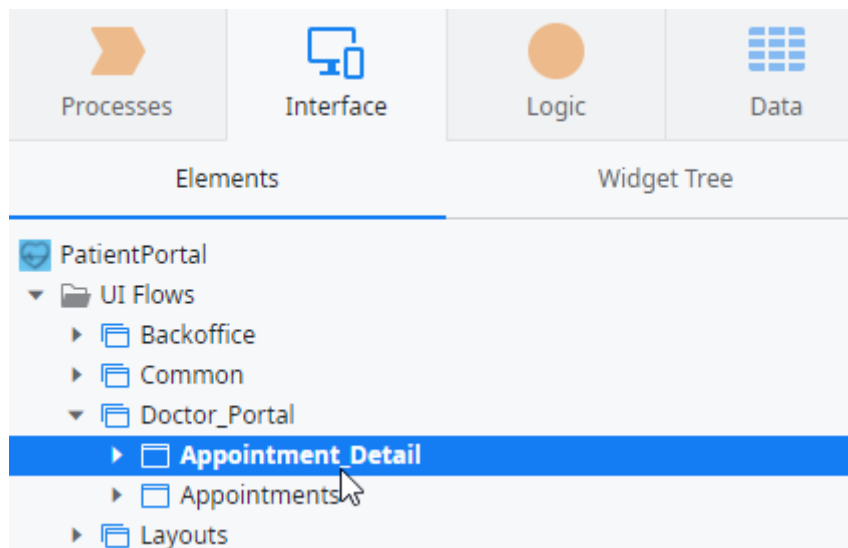 Processes Interface Logic Data
Elements Widget Tree
PatientPortal
UI Flows
Backoffice
Common
Doctor_Portal
Appointment_Detail
Appointments
Layouts